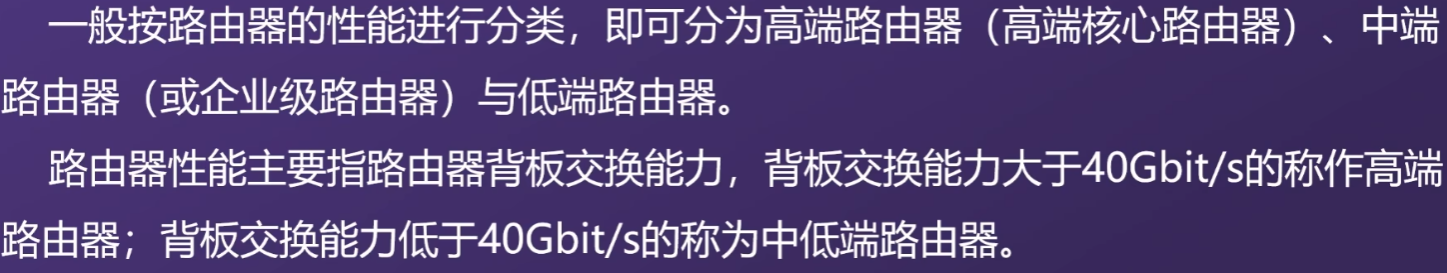 一般按路由器的性能进行分类，即可分为高端路由器（高端核心路由器）、中端
路由器（或企业级路由器）与低端路由器。
路由器性能主要指路由器背板交换能力，背板交换能力大于40Gbit/s的称作高端
路由器；背板交换能力低于40Gbit/s的称为中低端路由器。